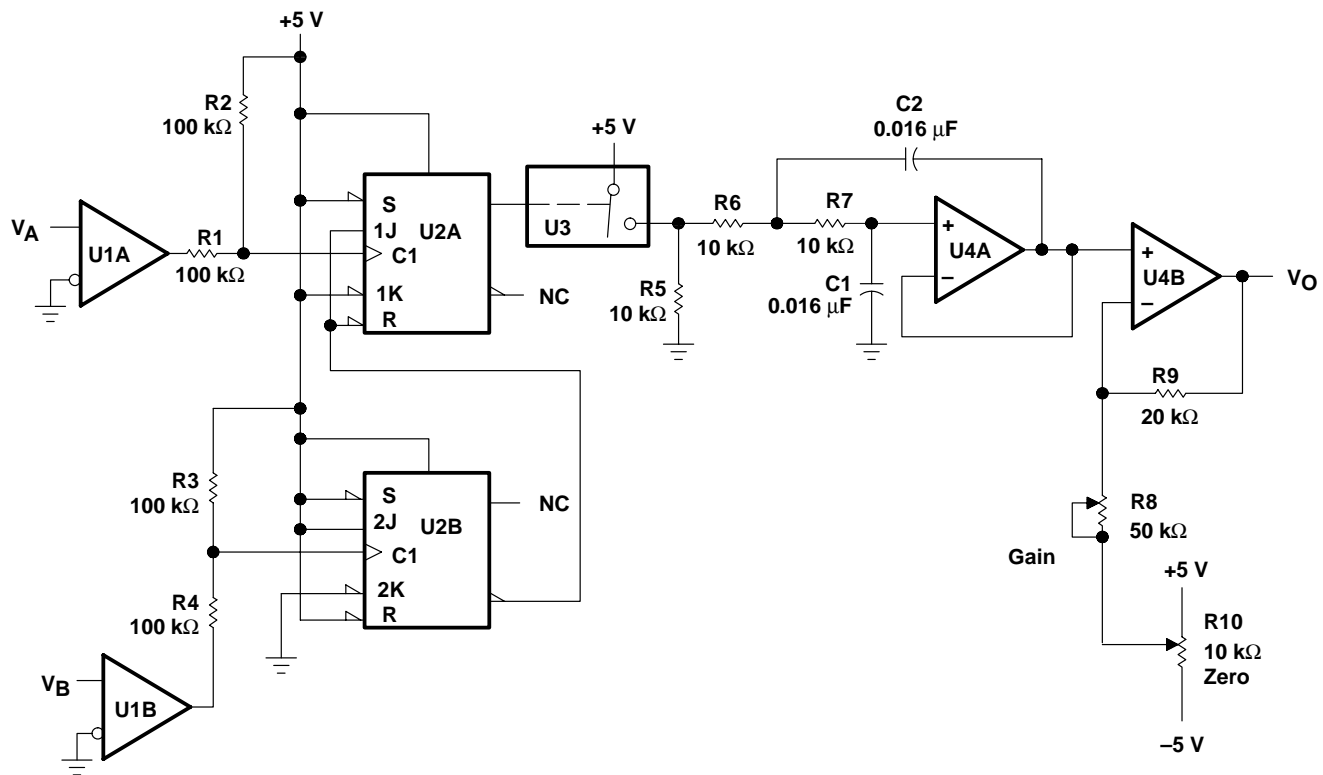 +5 V
R2
100 kΩ
C2
0.016 µF
+5 V
S
1J
U2A
C1
1K
R
U3
R6
10 kΩ
R7
10 kΩ
VA
U1A
R1
100 kΩ
NC
R5
10 kΩ
C1
0.016 µF
+
–
U4A
+
–
U4B
VO
R9
20 kΩ
R3
100 kΩ
S
2J
U2B
C1
2K
R
NC
R8
50 kΩ
Gain
+5 V
R10
10 kΩ
Zero
–5 V
R4
100 kΩ
VB
U1B